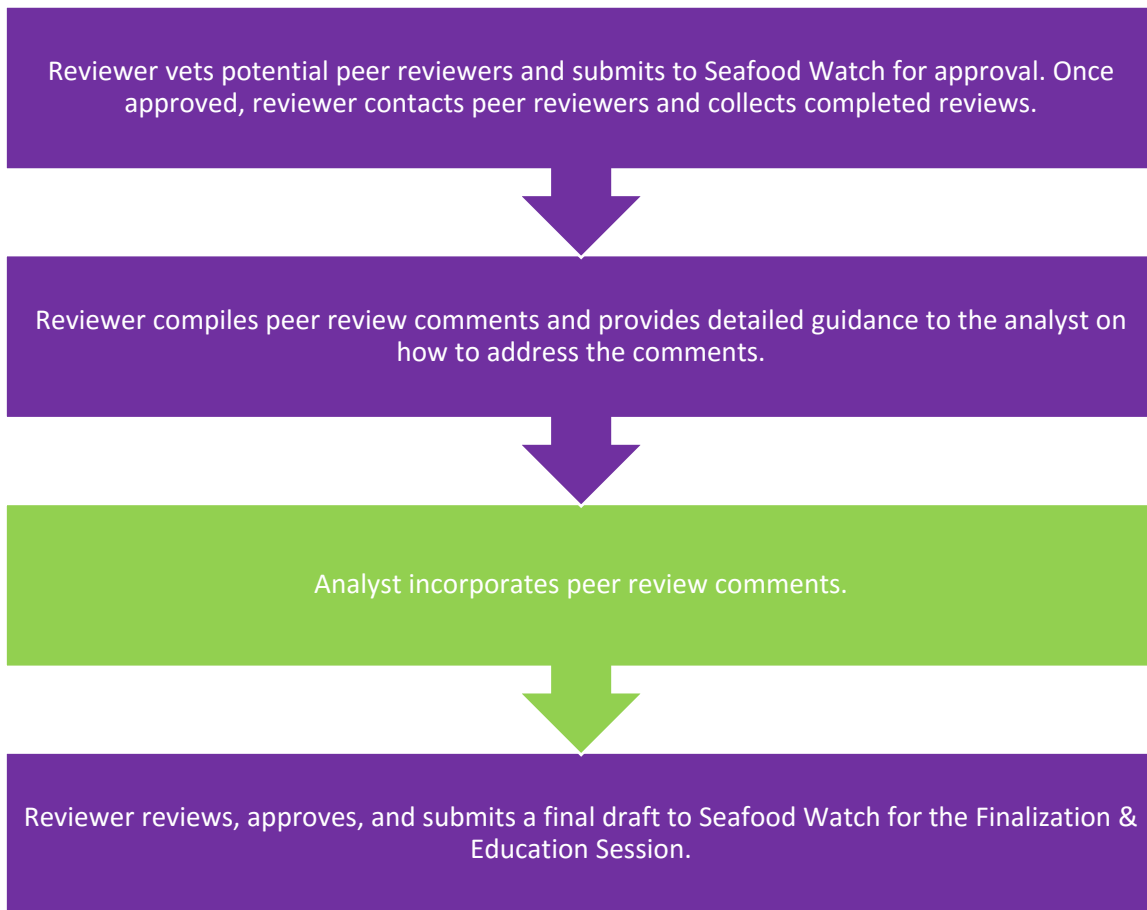 Reviewer vets potential peer reviewers and submits to Seafood Watch for approval. Once
approved, reviewer contacts peer reviewers and collects completed reviews.
Reviewer compiles peer review comments and provides detailed guidance to the analyst on
how to address the comments.
Analyst incorporates peer review comments.
Reviewer reviews, approves, and submits a final draft to Seafood Watch for the Finalization &
Education Session.